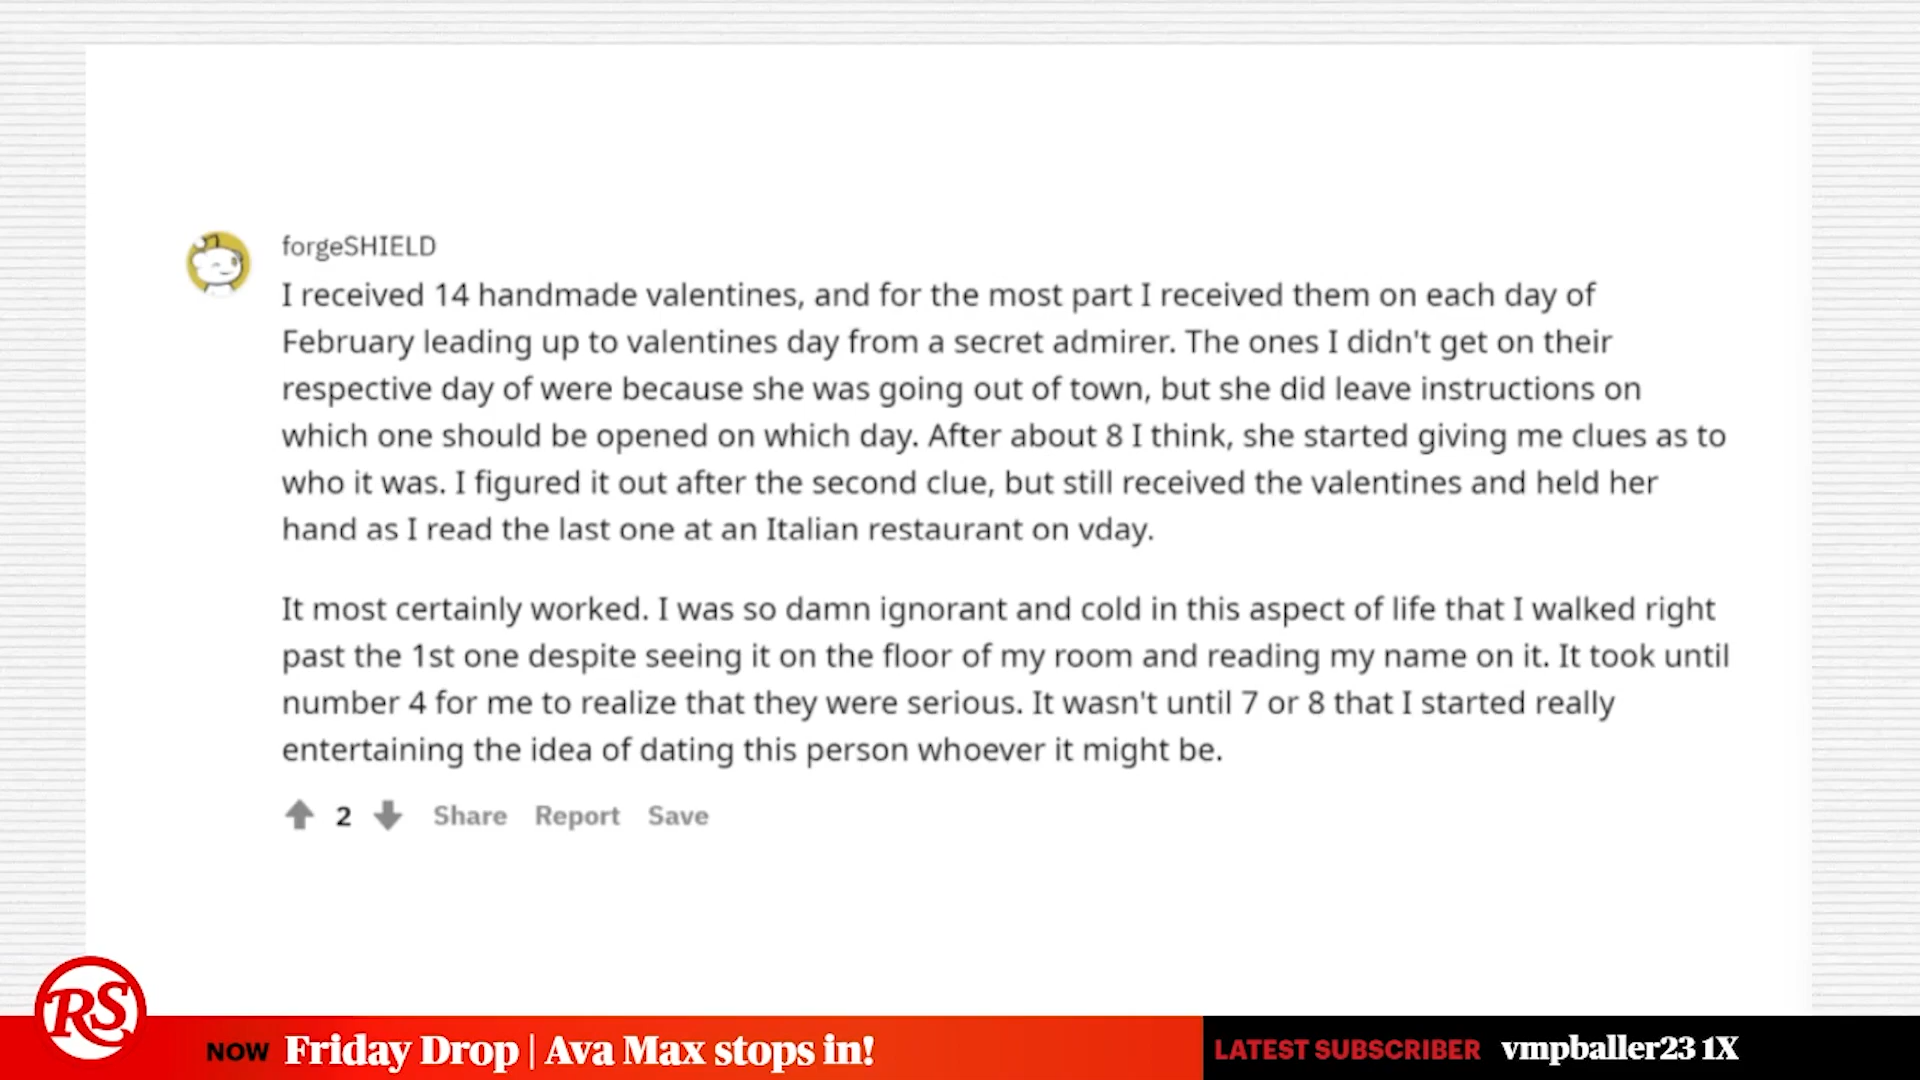 forgeSHIELD
I received 14 handmade valentines, and for the most part I received them on each day of
February leading up to valentines day from a secret admirer. The ones I didn't get on their
respective day of were because she was going out of town, but she did leave instructions on
which one should be opened on which day. After about 8 I think, she started giving me clues as to
who it was. I figured it out after the second clue, but still received the valentines and held her
hand as I read the last one at an Italian restaurant on vday.
It most certainly worked. I was so damn ignorant and cold in this aspect of life that I walked right
past the 1st one despite seeing it on the floor of my room and reading my name on it. It took until
number 4 for me to realize that they were serious. It wasn't until 7 or 8 that I started really
entertaining the idea of dating this person whoever it might be.
2 Share Report Save
RS
NOW Friday Drop | Ava Max stops in!
LATEST SUBSCRIBER vmpballer23 1X